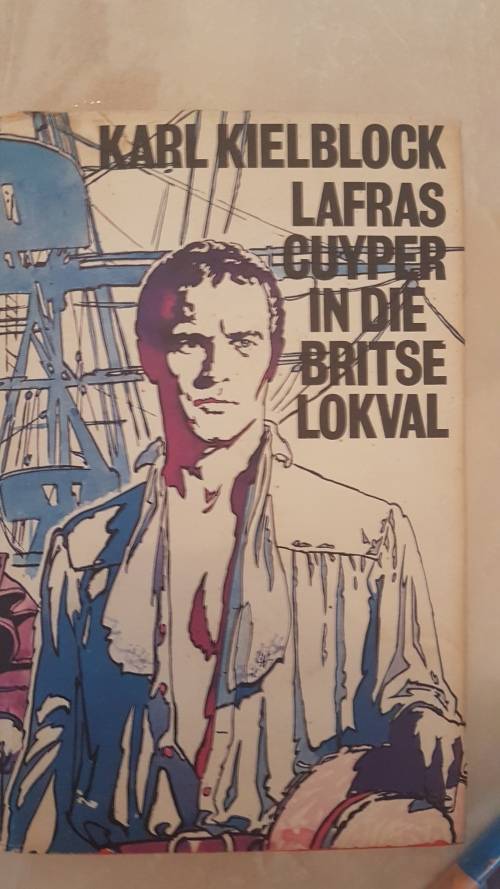 KARL KIELBLOCK
LAFRAS
CUYPER
IN DIE
BRITSE
LOKVAL